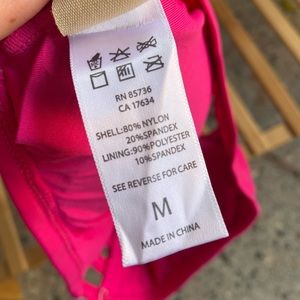 RN 85736
CA 17634
SHELL:80% NYLON
20%SPANDEX
LINING:90%POLYESTER
10%SPANDEX
SEE REVERSE FOR CARE
M
MADE IN CHINA